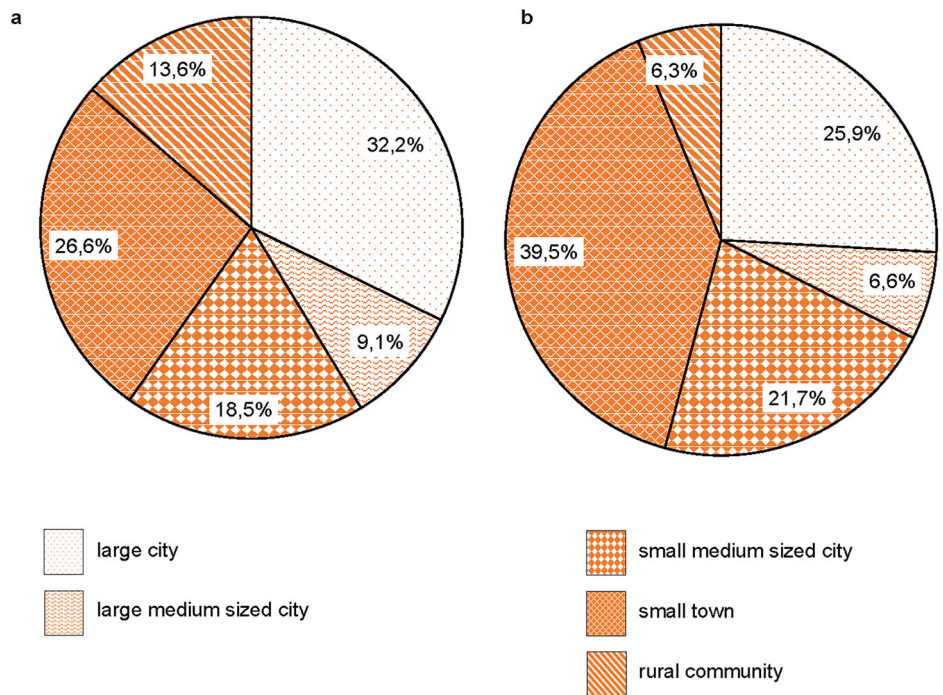 a
13,6%
32,2%
26,6%
9,1%
18,5%
b
6,3%
25,9%
39,5%
6,6%
21,7%
large city
large medium sized city
small medium sized city
small town
rural community